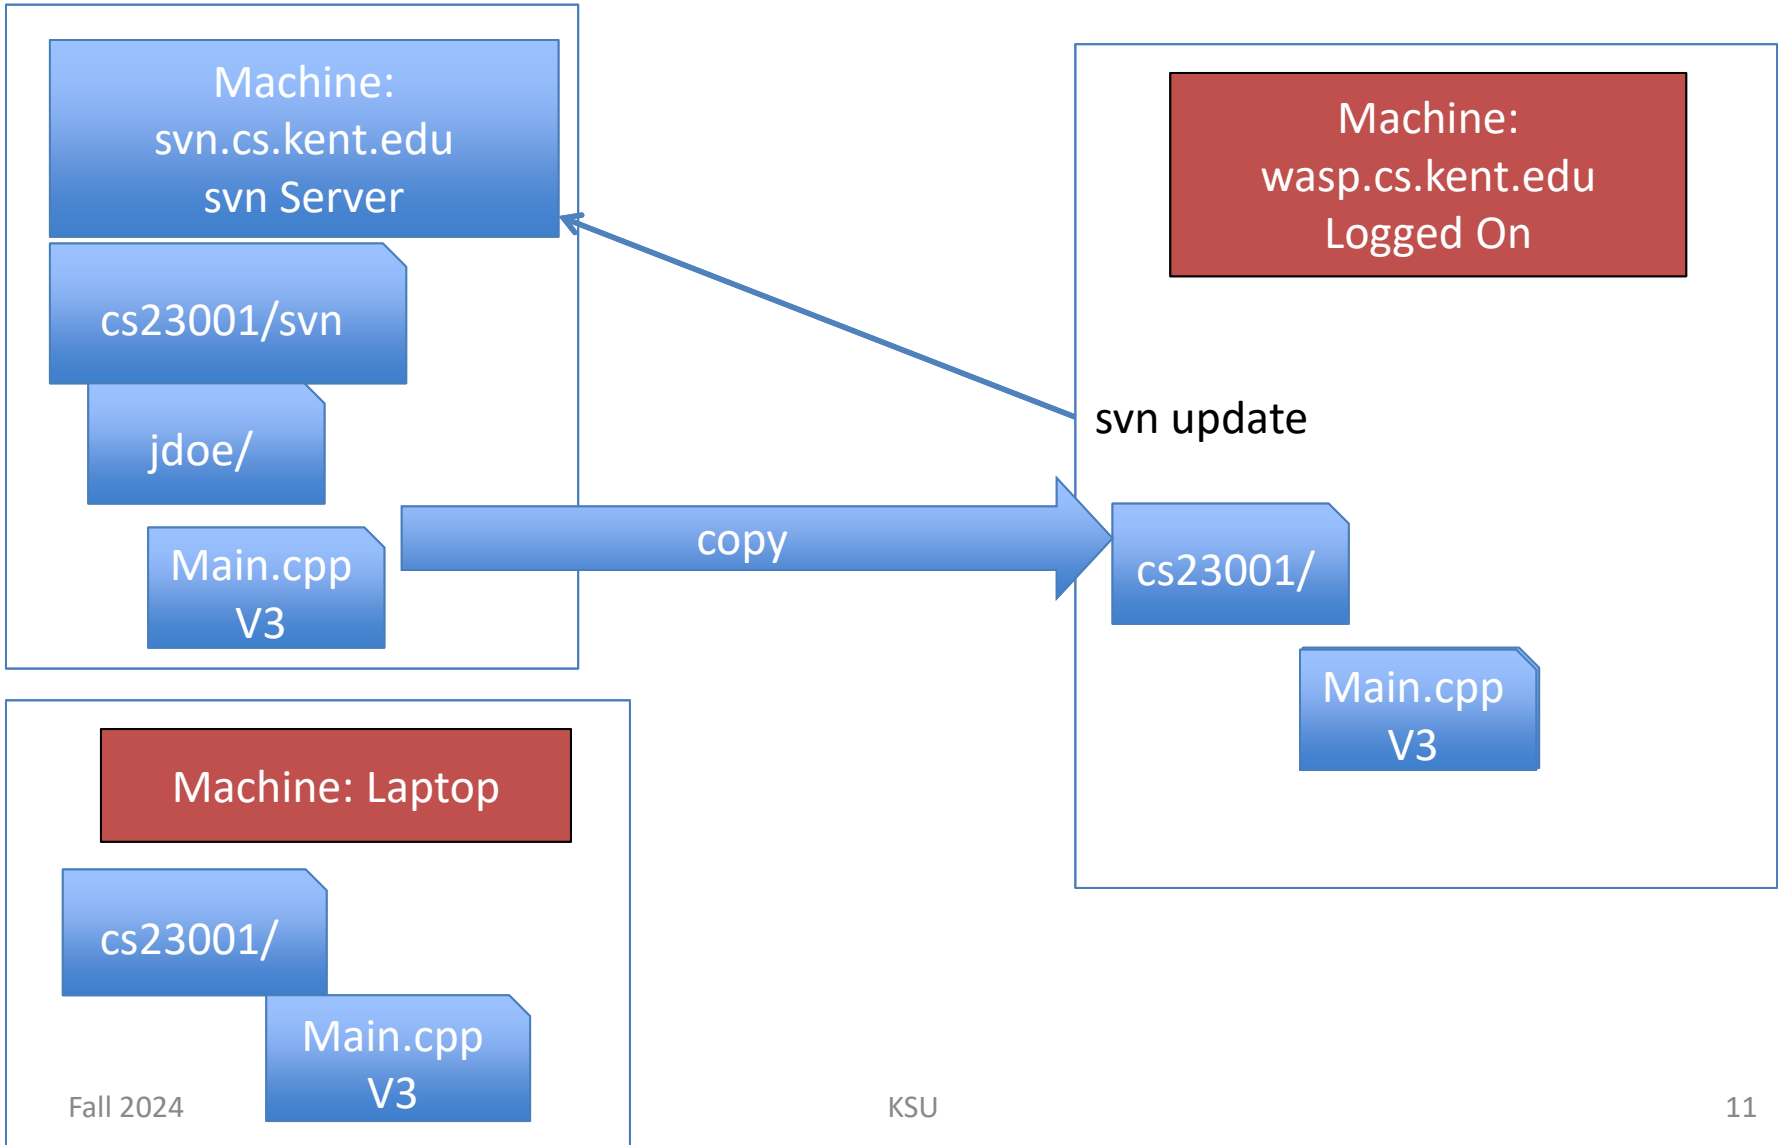 Machine:
svn.cs.kent.edu
svn Server
cs23001/svn
jdoe/
Main.cpp
V3
copy
Machine:
wasp.cs.kent.edu
Logged On
svn update
cs23001/
Main.cpp
V3
Machine: Laptop
cs23001/
Main.cpp
V3
Fall 2024
KSU
11